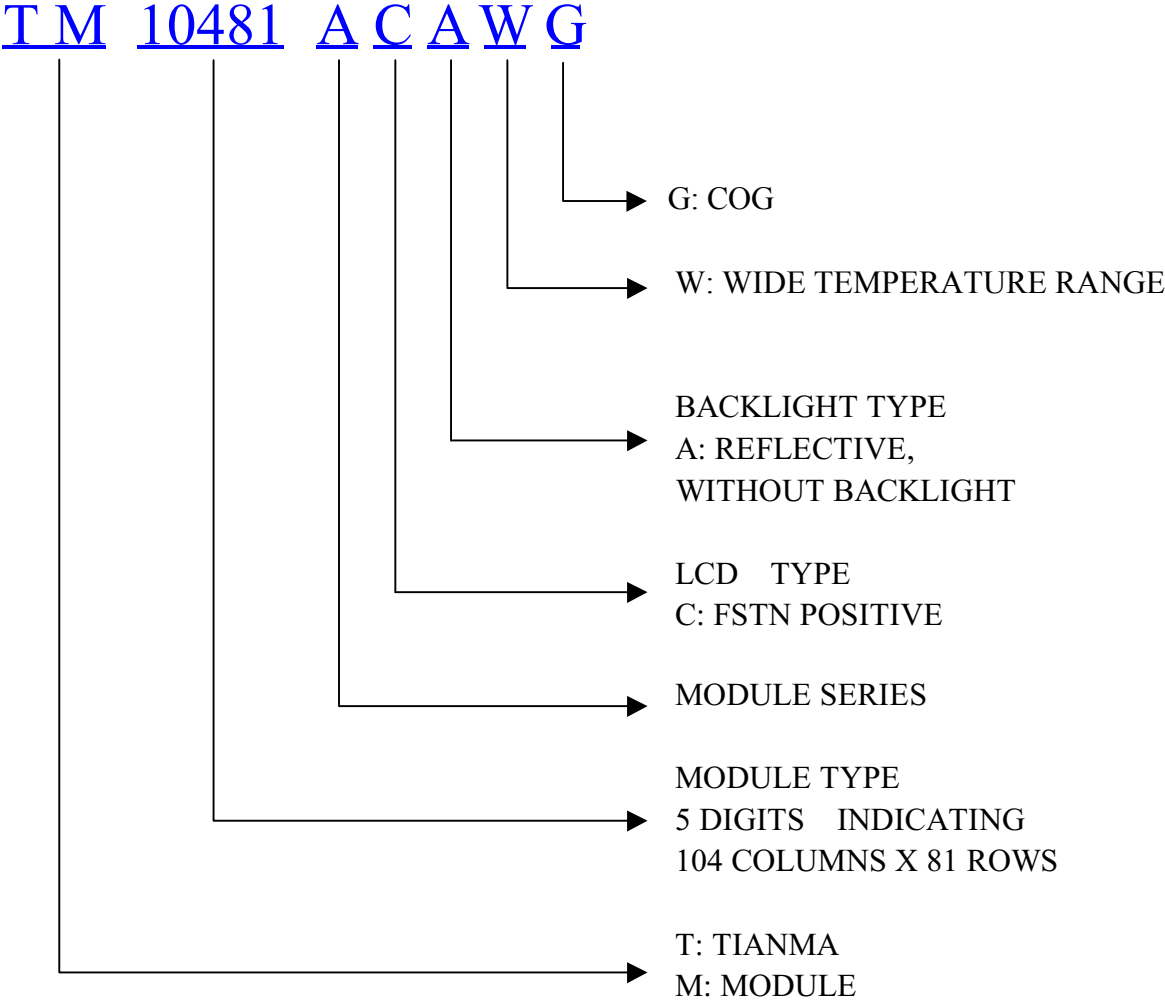 T M 10481 A C A W G
G: COG
W: WIDE TEMPERATURE RANGE
BACKLIGHT TYPE
A: REFLECTIVE,
WITHOUT BACKLIGHT
LCD TYPE
C: FSTN POSITIVE
MODULE SERIES
MODULE TYPE
5 DIGITS INDICATING
104 COLUMNS X 81 ROWS
T: TIANMA
M: MODULE